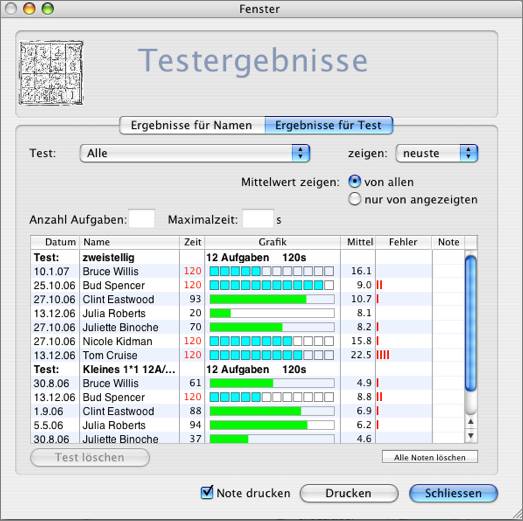 Fenster
Testergebnisse
Ergebnisse für Namen Ergebnisse für Test
Test: Alle zeigen: neuste
Mittelwert zeigen: von allen
nur von angezeigten
Anzahl Aufgaben: Maximalzeit: s
Datum Name Zeit Grafik Mittel Fehler Note
Test: zweistellig 12 Aufgaben 120s
10.1.07 Bruce Willis 120 16.1
25.10.06 Bud Spencer 120 9.0
27.10.06 Clint Eastwood 93 10.7
13.12.06 Julia Roberts 20 8.1
27.10.06 Juliette Binoche 70 8.2
27.10.06 Nicole Kidman 120 15.8
13.12.06 Tom Cruise 120 22.5
Test: Kleines 1*1 12A/... 12 Aufgaben 120s
30.8.06 Bruce Willis 61 4.9
13.12.06 Bud Spencer 120 8.8
1.9.06 Clint Eastwood 88 6.9
5.5.06 Julia Roberts 94 6.2
30.8.06 Juliette Binoche 37 4.6
Test löschen Alle Noten löschen
Note drucken Drucken Schliessen